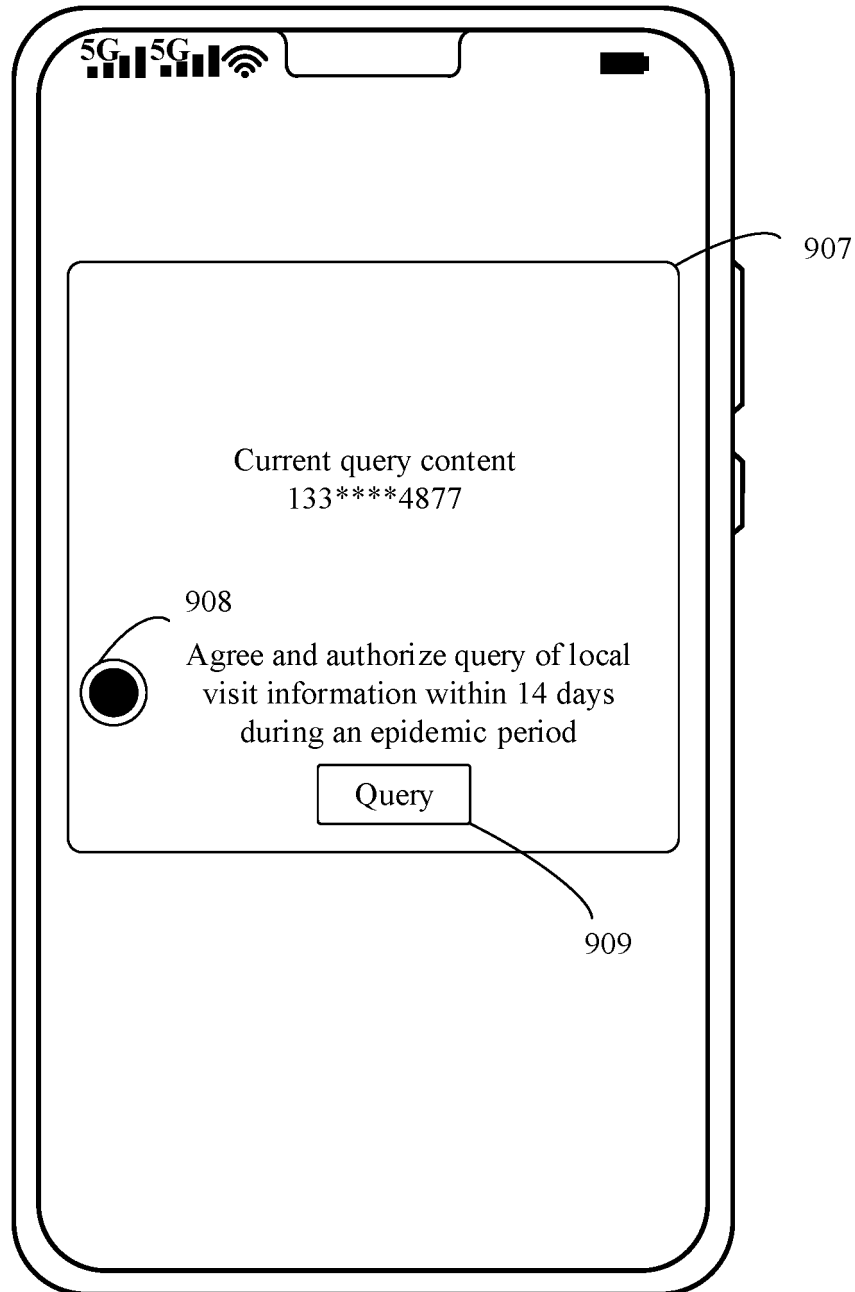 5G 5G
907
Current query content
133****4877
908
Agree and authorize query of local
visit information within 14 days
during an epidemic period
Query
909